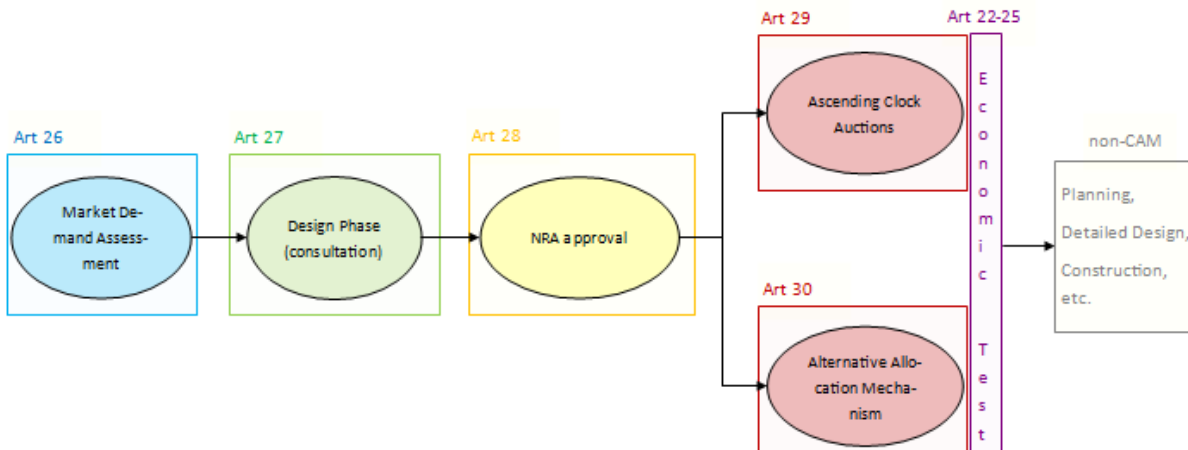 Art 26
Market De-
mand Assess-
ment
Art 27
Design Phase
(consultation)
Art 28
NRA approval
Art 29
Ascending Clock
Auctions
Art 30
Alternative Allo-
cation Mecha-
nism
Art 22-25
Economic Test
non-CAM
Planning,
Detailed Design,
Construction,
etc.